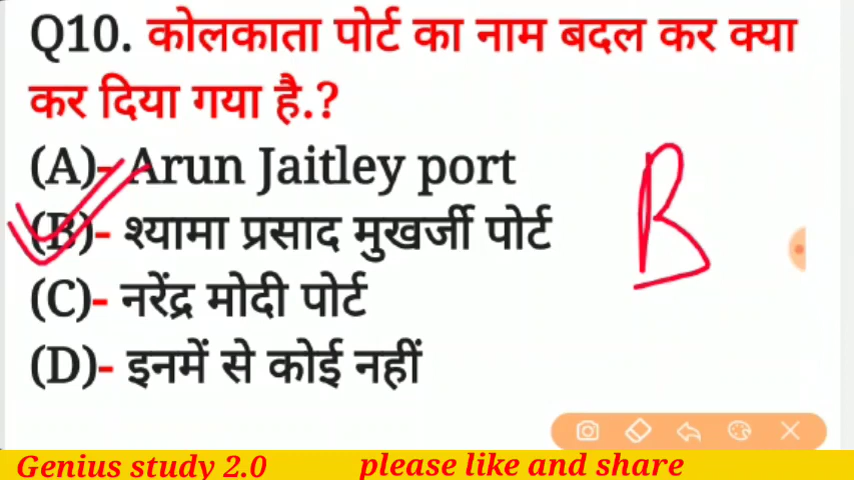 Q10. कोलकाता पोर्ट का नाम बदल कर क्या
कर दिया गया है.?
(A)- Arun Jaitley port
(B)- श्यामा प्रसाद मुखर्जी पोर्ट
B
(C)- नरेंद्र मोदी पोर्ट
(D)- इनमें से कोई नहीं
Genius study 2.0 please like and share